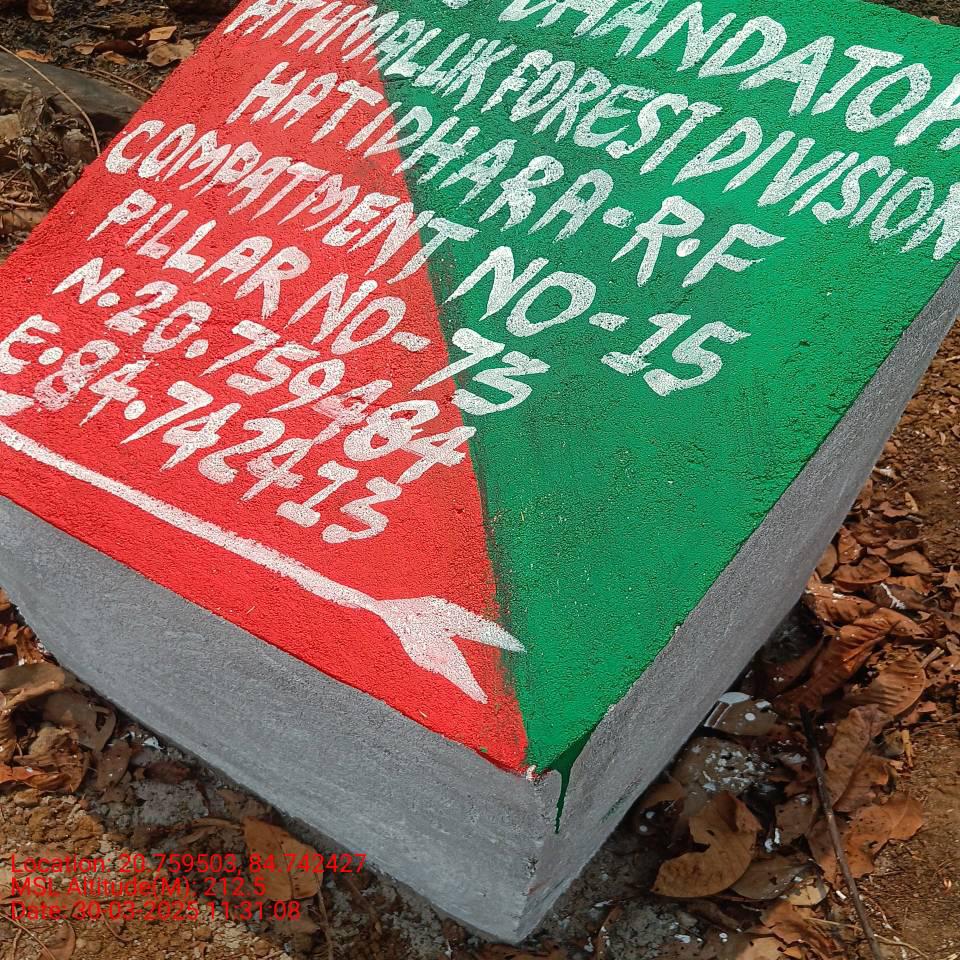 CHANDATOP
ATHMALLIK FOREST DIVISION
HATIDHARA-R.F
COMPATMENT NO-15
PILLAR NO-73
N.20.759484
E.84.742413
Location: 20.759503, 84.742427
MSL Altitude(M): 212.5
Date: 30-03-2025 11:31:08